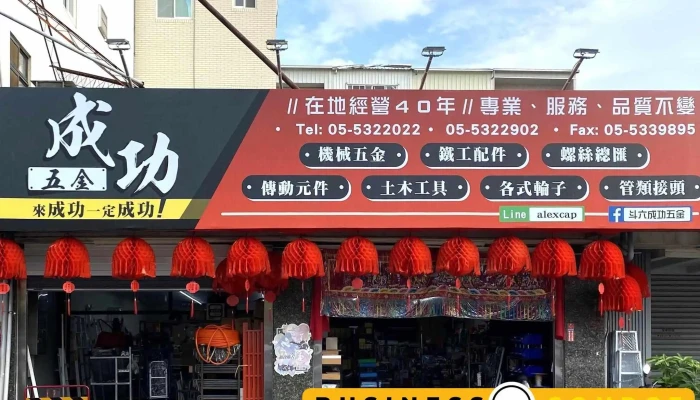 成功
五金
來成功一定成功!
//在地經營40年//專業、服務、品質不變
• Tel: 05-5322022 • 05-5322902 • Fax: 05-5339895
• 機械五金 • • 鐵工配件 • • 螺絲總匯 •
• 傳動元件 • • 土木工具 • • 各式輪子 • • 管類接頭 •
Line alexcap
f 斗六成功五金
BUSINESS